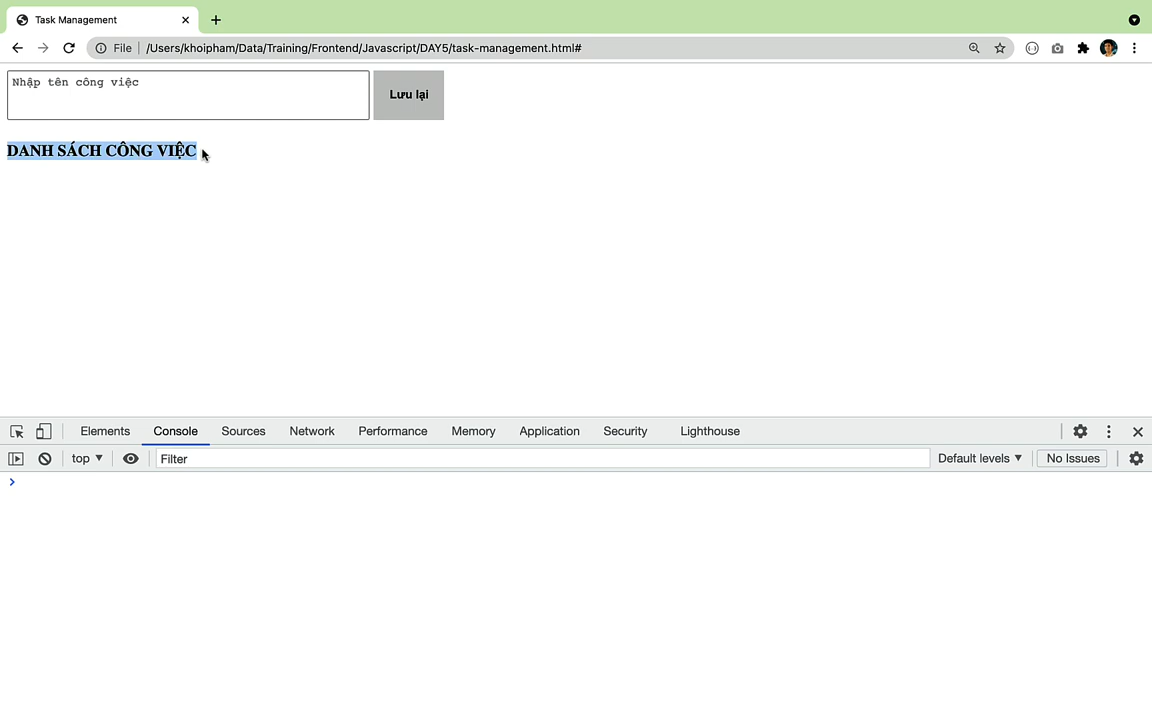 Task Management
File
/Users/khoipham/Data/Training/Frontend/Javascript/DAY5/task-management.html#
Nhập tên công việc
Lưu lại
DANH SÁCH CÔNG VIỆC
Elements Console Sources Network Performance Memory Application Security Lighthouse
top Filter Default levels No Issues